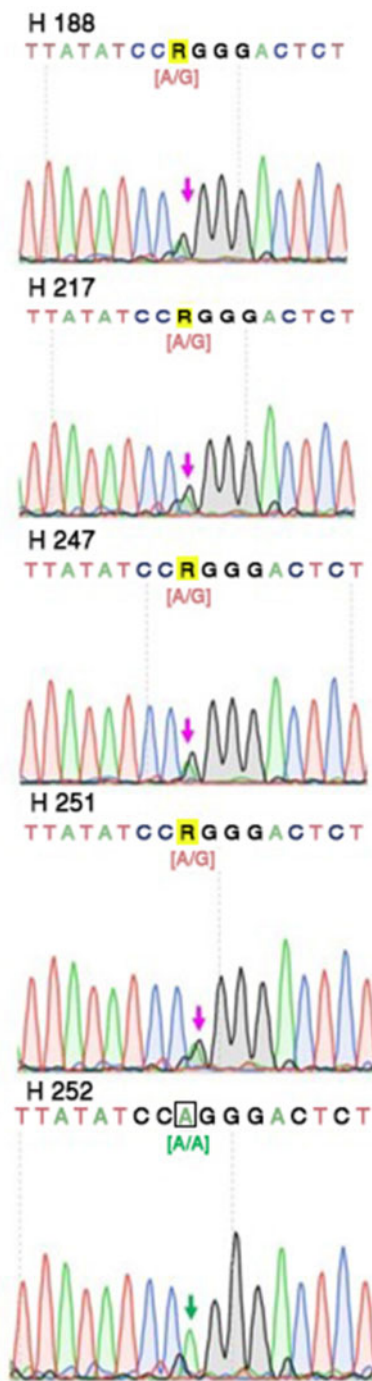 H 188
TTATATCCRGGGACTCT
[A/G]
H 217
TTATATCCRGGGACTCT
[A/G]
H 247
TTATATCCRGGGACTCT
[A/G]
H 251
TTATATCCRGGGACTCT
[A/G]
H 252
TTATATCCAGGGACTCT
[A/A]